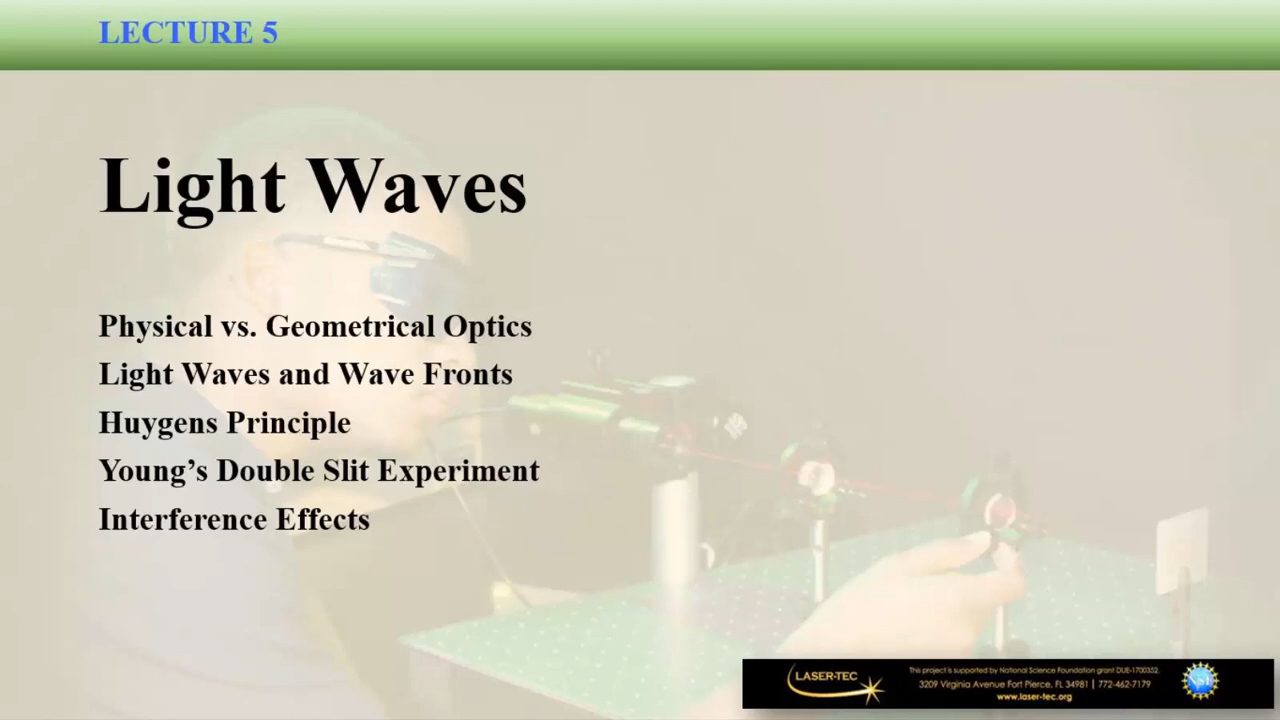 LECTURE 5
Light Waves
Physical vs. Geometrical Optics
Light Waves and Wave Fronts
Huygens Principle
Young’s Double Slit Experiment
Interference Effects
LASER-TEC
This project is supported by National Science Foundation grant DUE-1700352.
3209 Virginia Avenue Fort Pierce, FL 34981 | 772-462-7179
www.laser-tec.org
NSF